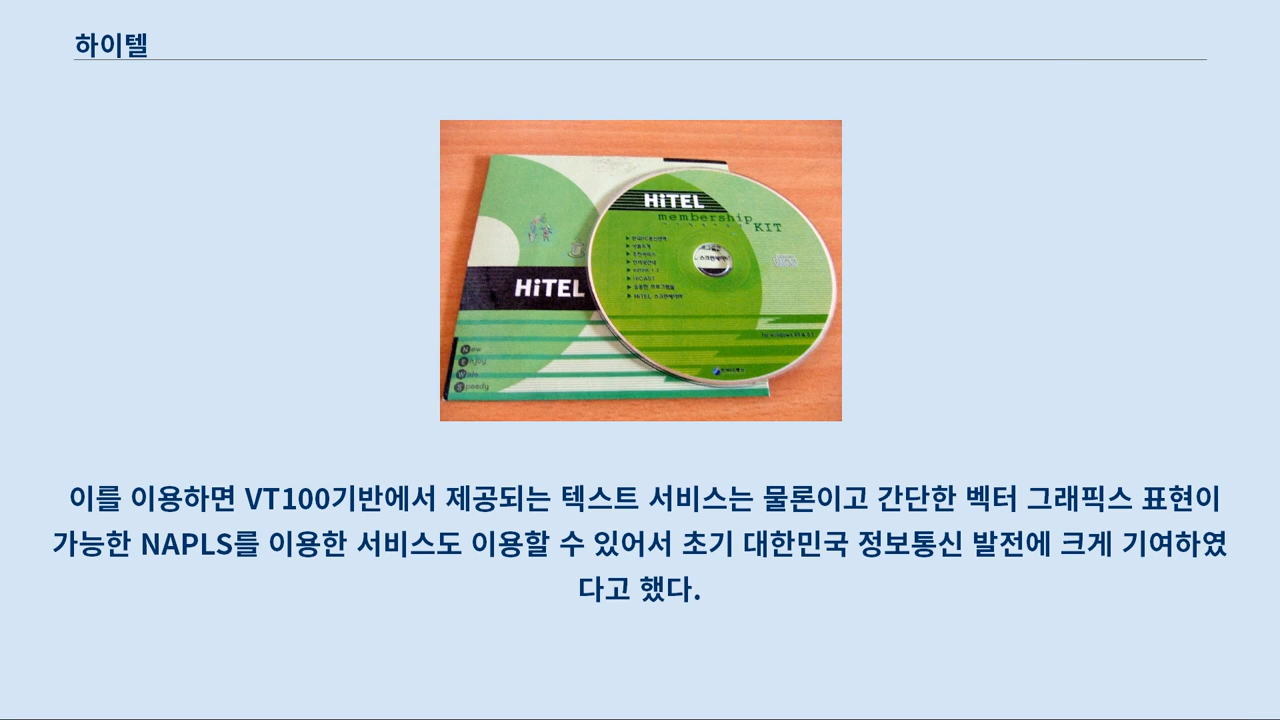 하이텔
HiTEL
membership
KIT
HiTEL
New
Enjoy
Wide
Speedy
이를 이용하면 VT100기반에서 제공되는 텍스트 서비스는 물론이고 간단한 벡터 그래픽스 표현이
가능한 NAPLS를 이용한 서비스도 이용할 수 있어서 초기 대한민국 정보통신 발전에 크게 기여하였
다고 했다.